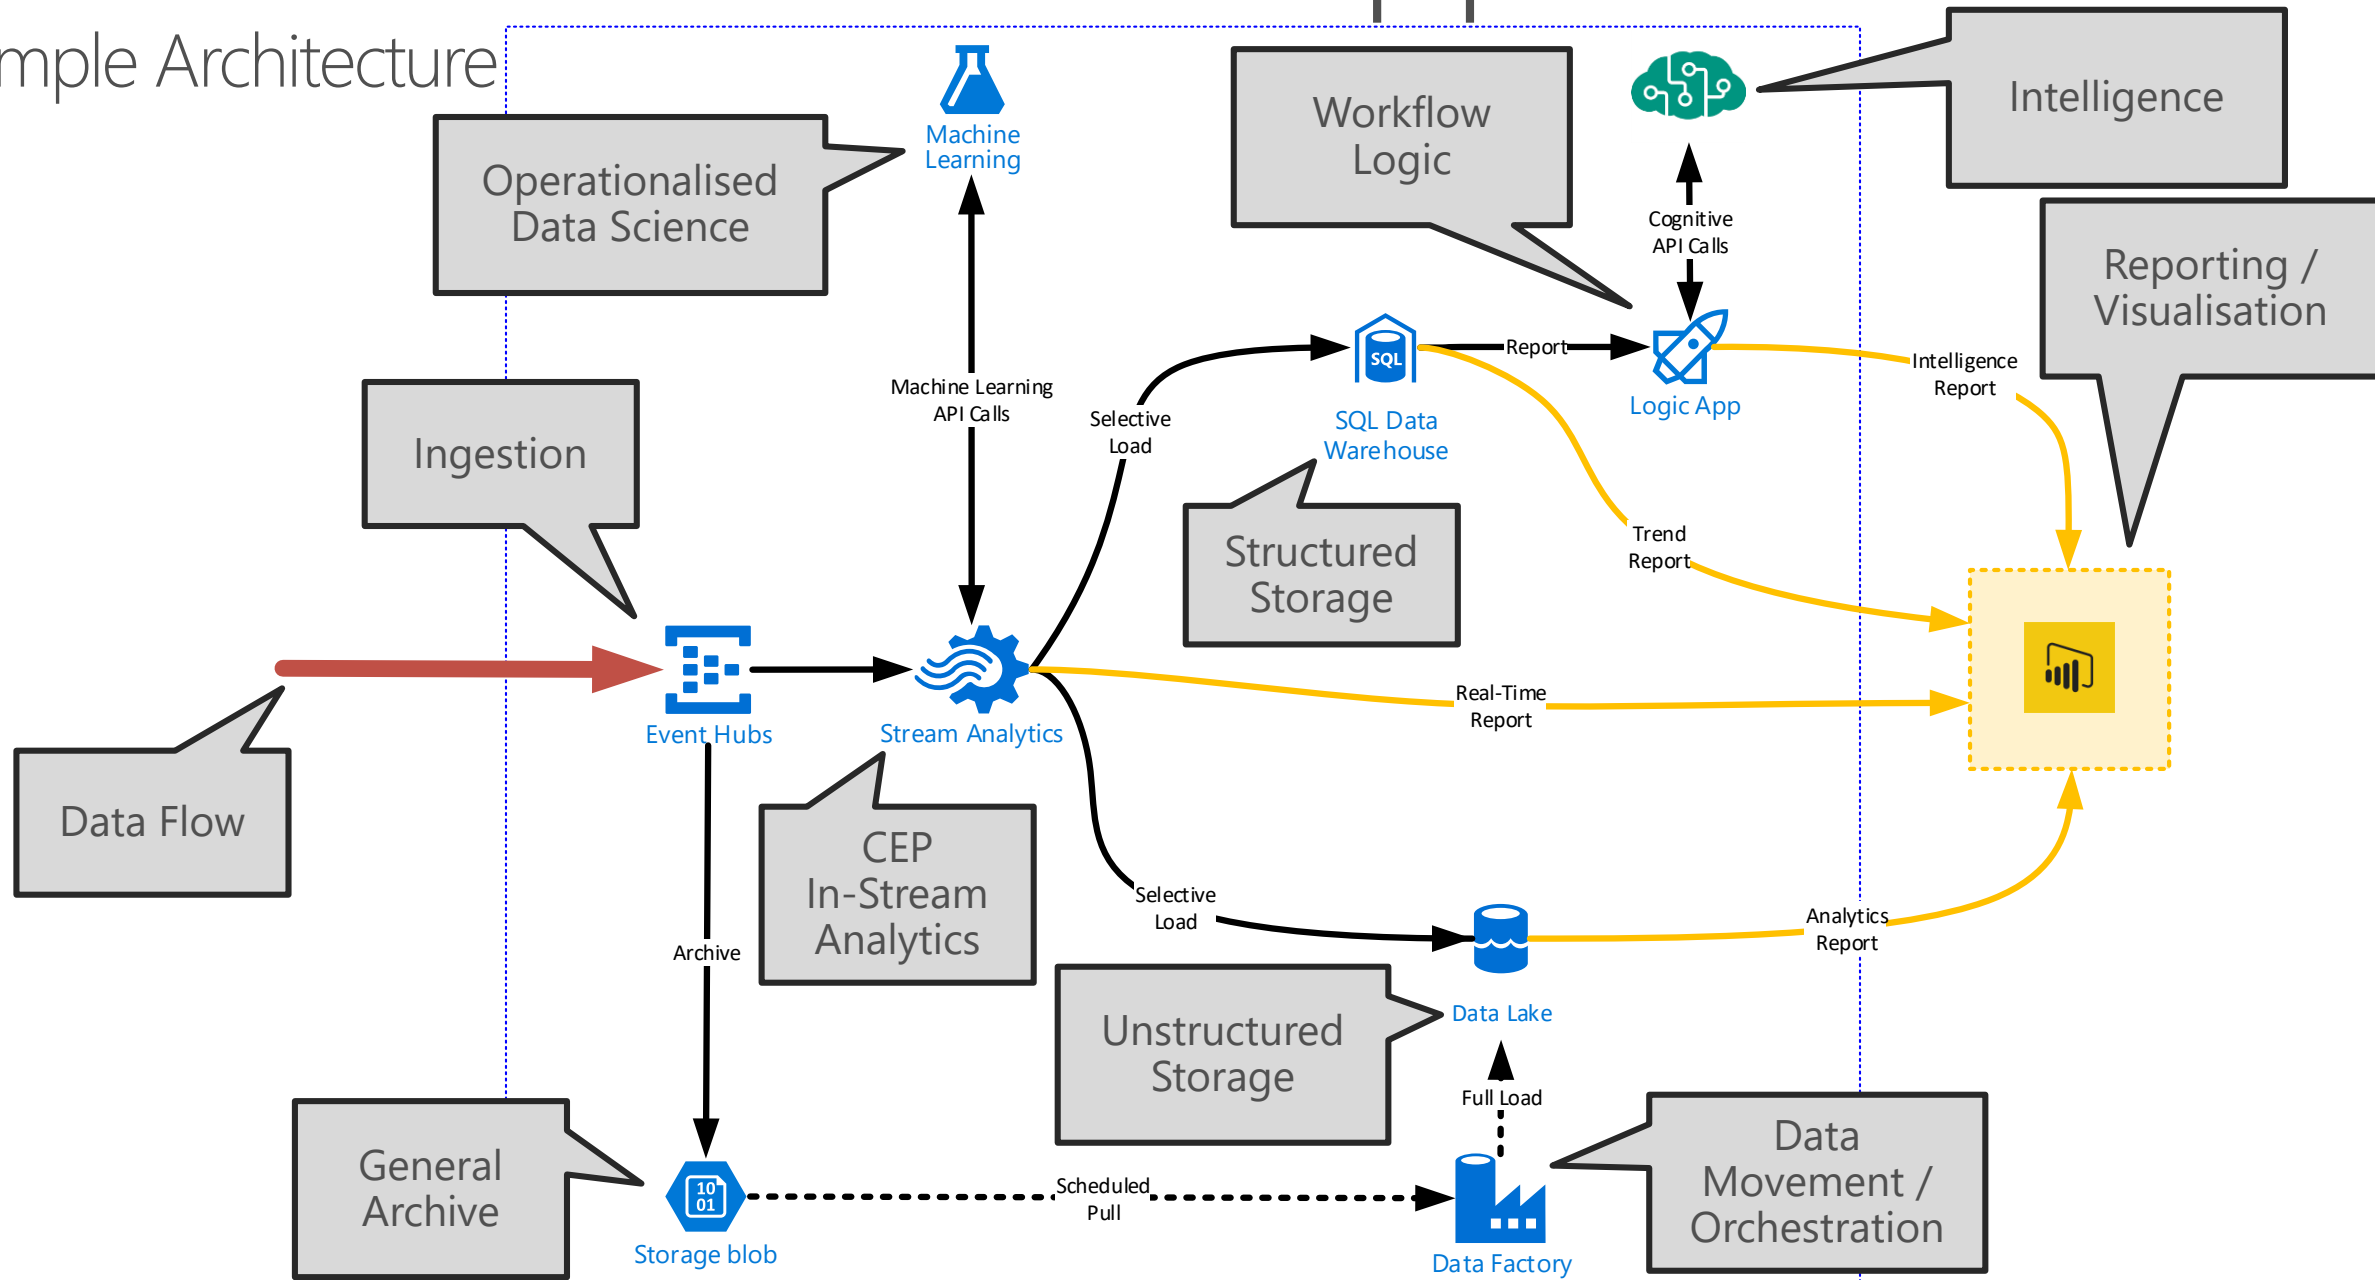 mple Architecture
Machine
Learning
Operationalised
Data Science
Workflow
Logic
Intelligence
Cognitive
API Calls
Reporting /
Visualisation
Ingestion
Machine Learning
API Calls
Selective
Load
SQL
SQL Data
Warehouse
Report
Logic App
Intelligence
Report
Structured
Storage
Trend
Report
Event Hubs
Stream Analytics
Real-Time
Report
Data Flow
CEP
In-Stream
Analytics
Archive
Selective
Load
Analytics
Report
Unstructured
Storage
Data Lake
Full Load
General
Archive
10
01
Storage blob
Scheduled
Pull
Data Factory
Data
Movement /
Orchestration